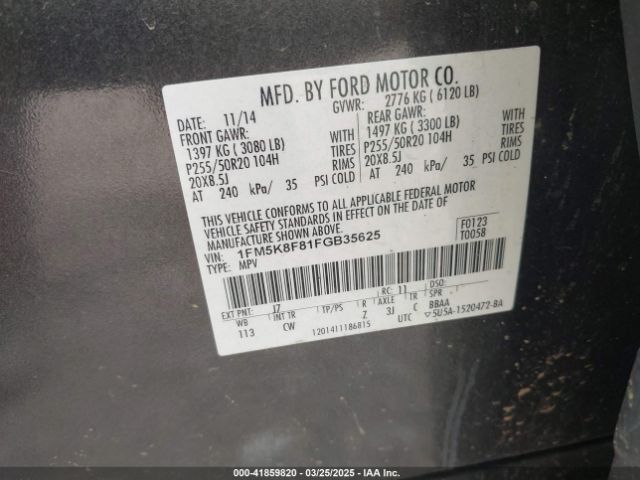 MFD. BY FORD MOTOR CO.
DATE: 11/14 GVWR: 2776 KG ( 6120 LB)
FRONT GAWR: REAR GAWR:
1397 KG ( 3080 LB) WITH 1497 KG ( 3300 LB) WITH
P255/50R20 104H TIRES P255/50R20 104H TIRES
20X8.5J RIMS 20X8.5J RIMS
AT 240 kPa/ 35 PSI COLD AT 240 kPa/ 35 PSI COLD
THIS VEHICLE CONFORMS TO ALL APPLICABLE FEDERAL MOTOR
VEHICLE SAFETY STANDARDS IN EFFECT ON THE DATE OF
MANUFACTURE SHOWN ABOVE.
VIN: 1FM5K8F81FGB35625 F0123
TYPE: MPV T0058
EXT PNT: J7 RC: 11 DSO:
WB INT TR TP/PS R AXLE TR SPR
113 CW Z 3J C BBAA
1201411186815 UTC ▽5U5A-1520472-BA
000-41859820 / 03/25/2025 - IAA Inc.